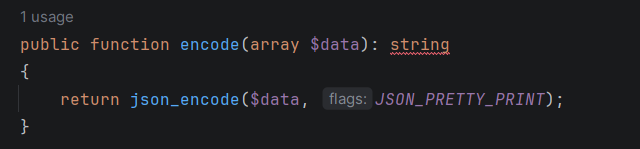 1 usage
public function encode(array $data): string
{
    return json_encode($data, flags: JSON_PRETTY_PRINT);
}